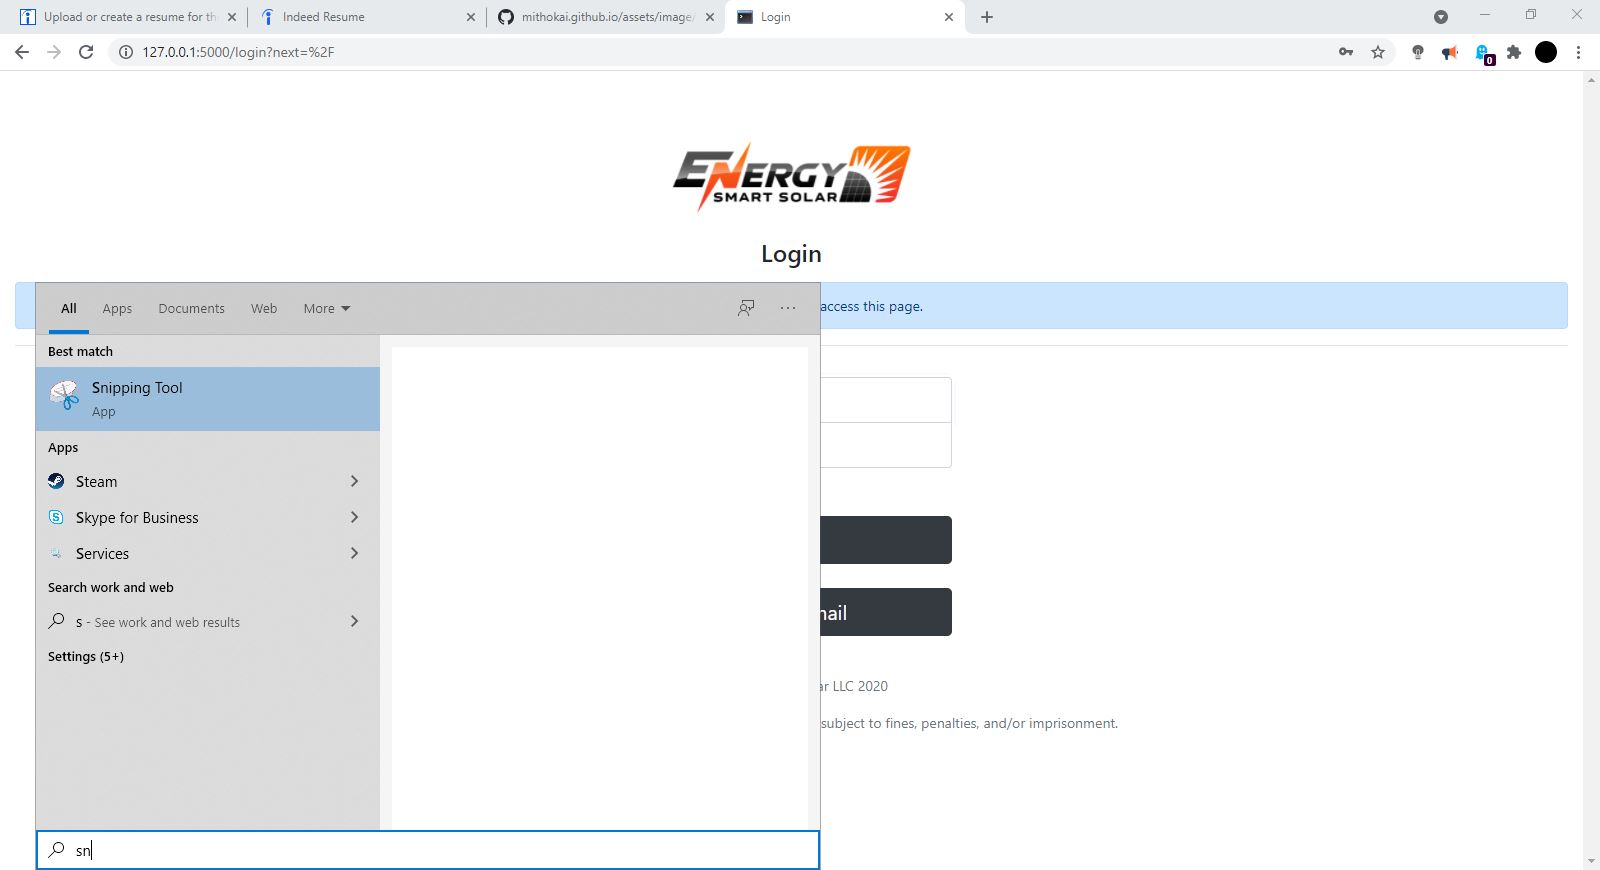 Upload or create a resume for th
Indeed Resume
mithokai.github.io/assets/image/
Login
127.0.0.1:5000/login?next=%2F
0
ENERGY
SMART SOLAR
Login
access this page.
All Apps Documents Web More
Best match
Snipping Tool
App
Apps
Steam
Skype for Business
Services
Search work and web
s - See work and web results
Settings (5+)
ail
ar LLC 2020
subject to fines, penalties, and/or imprisonment.
sn